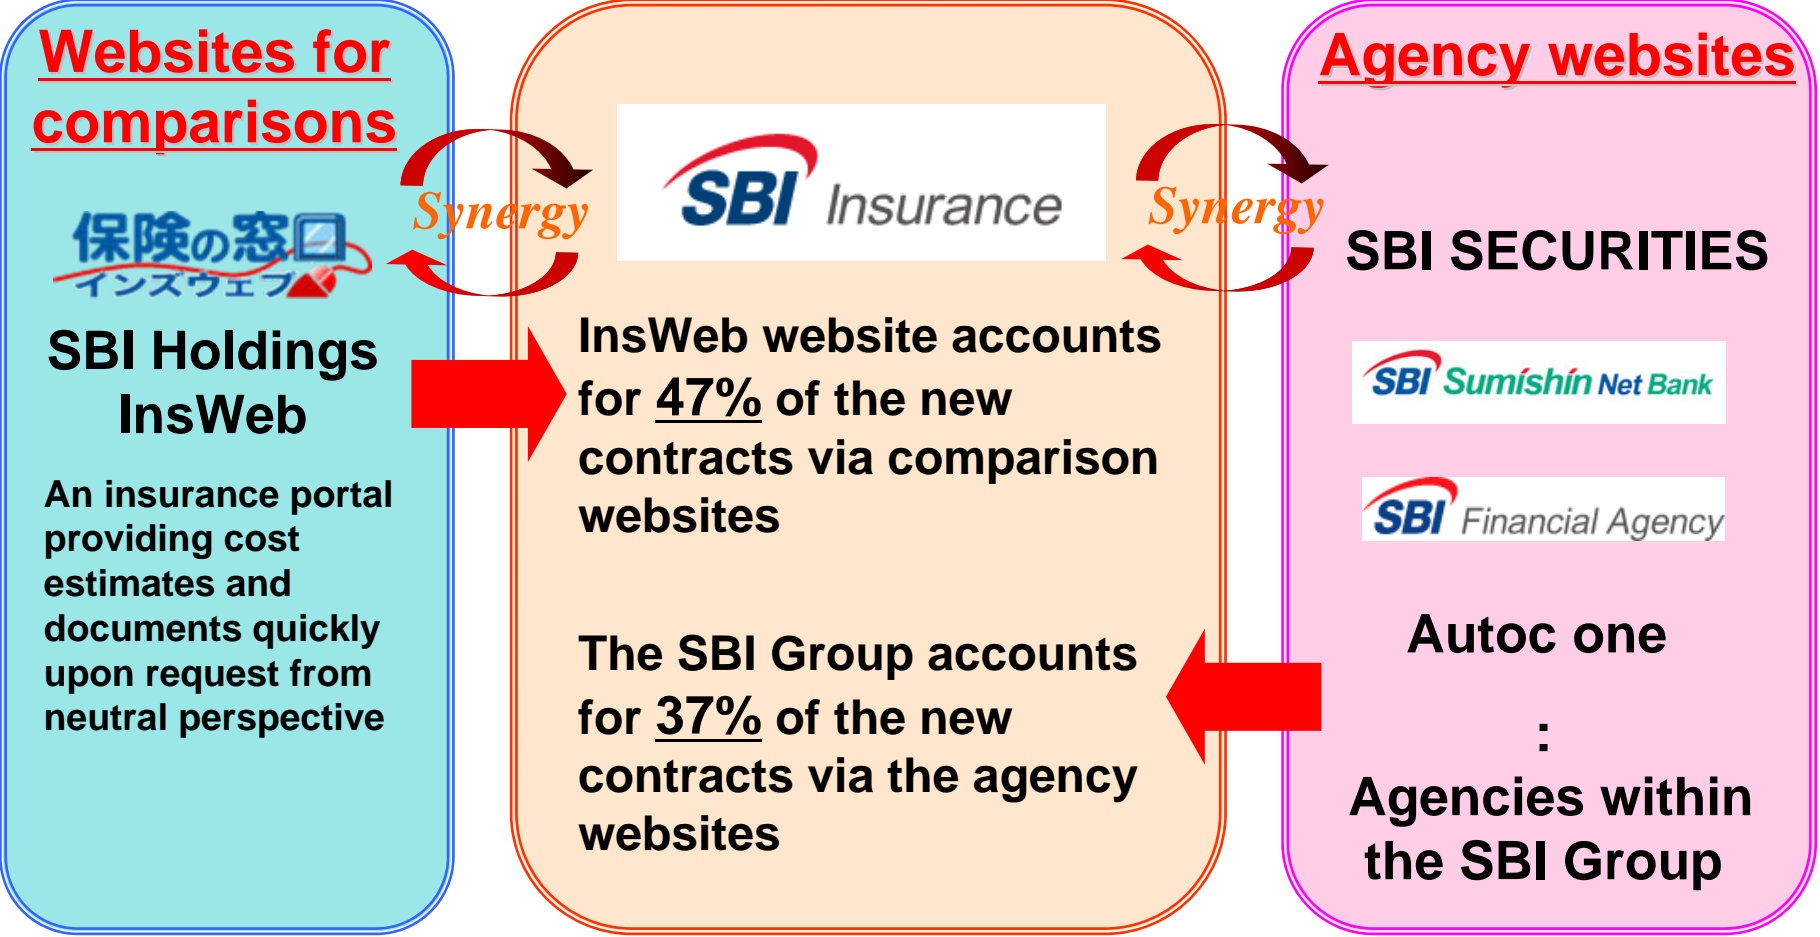 Websites for
comparisons
保険の窓口
インズウェブ
SBI Holdings
InsWeb
An insurance portal
providing cost
estimates and
documents quickly
upon request from
neutral perspective
Synergy
SBI Insurance
Synergy
InsWeb website accounts
for 47% of the new
contracts via comparison
websites
The SBI Group accounts
for 37% of the new
contracts via the agency
websites
Agency websites
SBI SECURITIES
SBI Sumishin Net Bank
SBI Financial Agency
Autoc one
:
Agencies within
the SBI Group